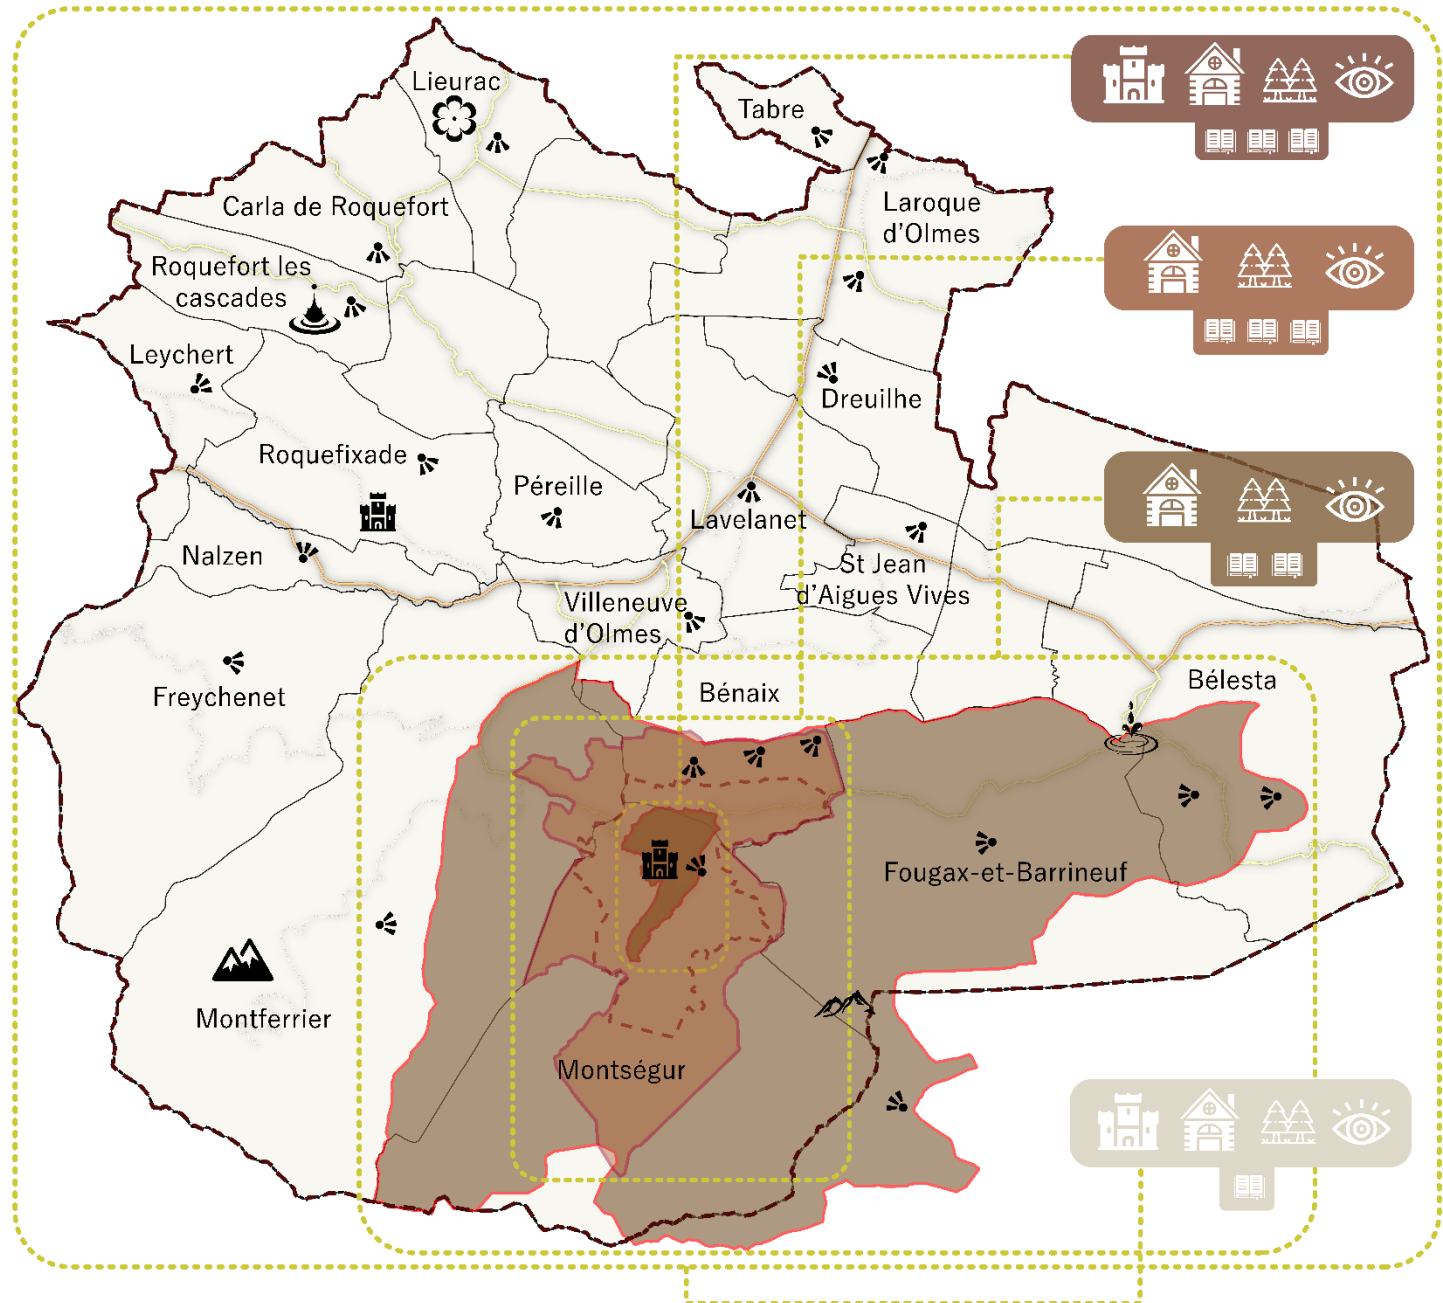 Lieurac
Tabre
Carla de Roquefort
Laroque
d'Olmes
Roquefort les
cascades
Leychert
Dreuilhe
Roquefixade
Péreille
Lavelanet
Nalzen
St Jean
d'Aigues Vives
Villeneuve
d'Olmes
Freychenet
Bénaix
Bélesta
Fougax-et-Barrineuf
Montferrier
Montségur